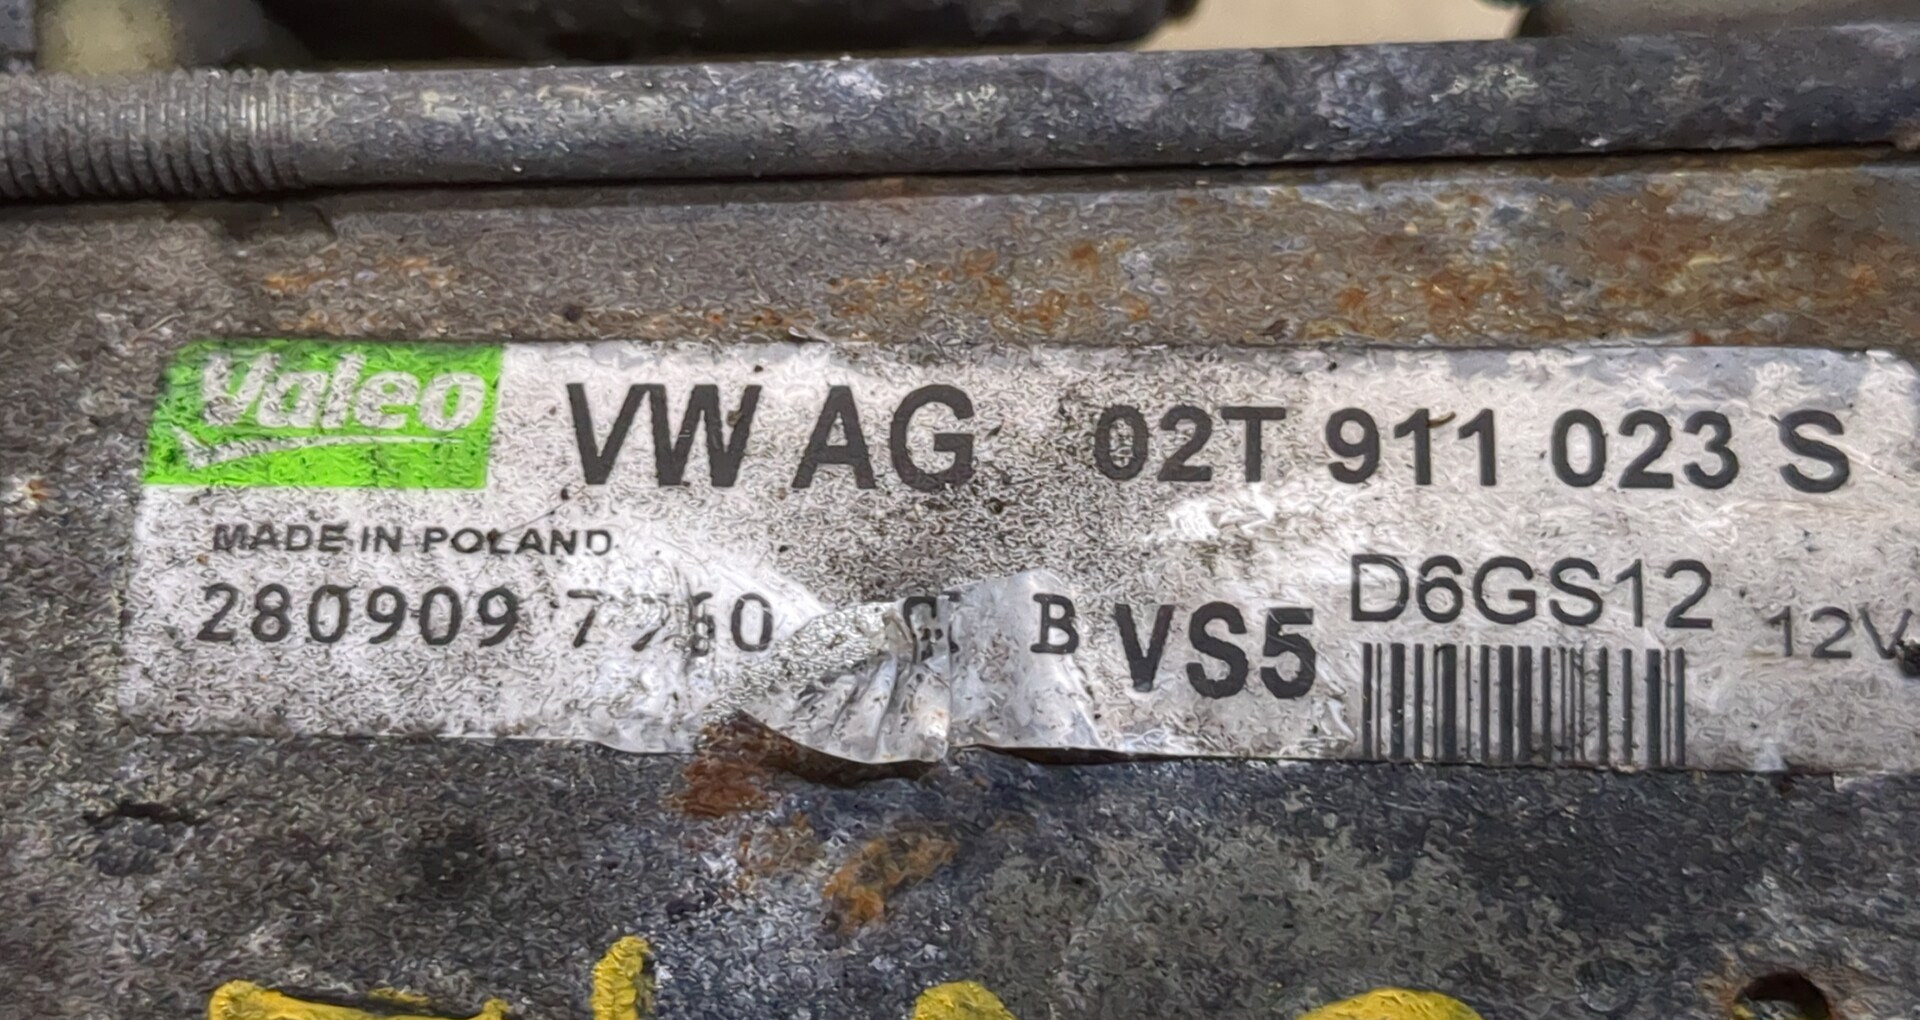 Valeo VW AG 02T 911 023 S
MADE IN POLAND
280909 B VS5 D6GS12 12V